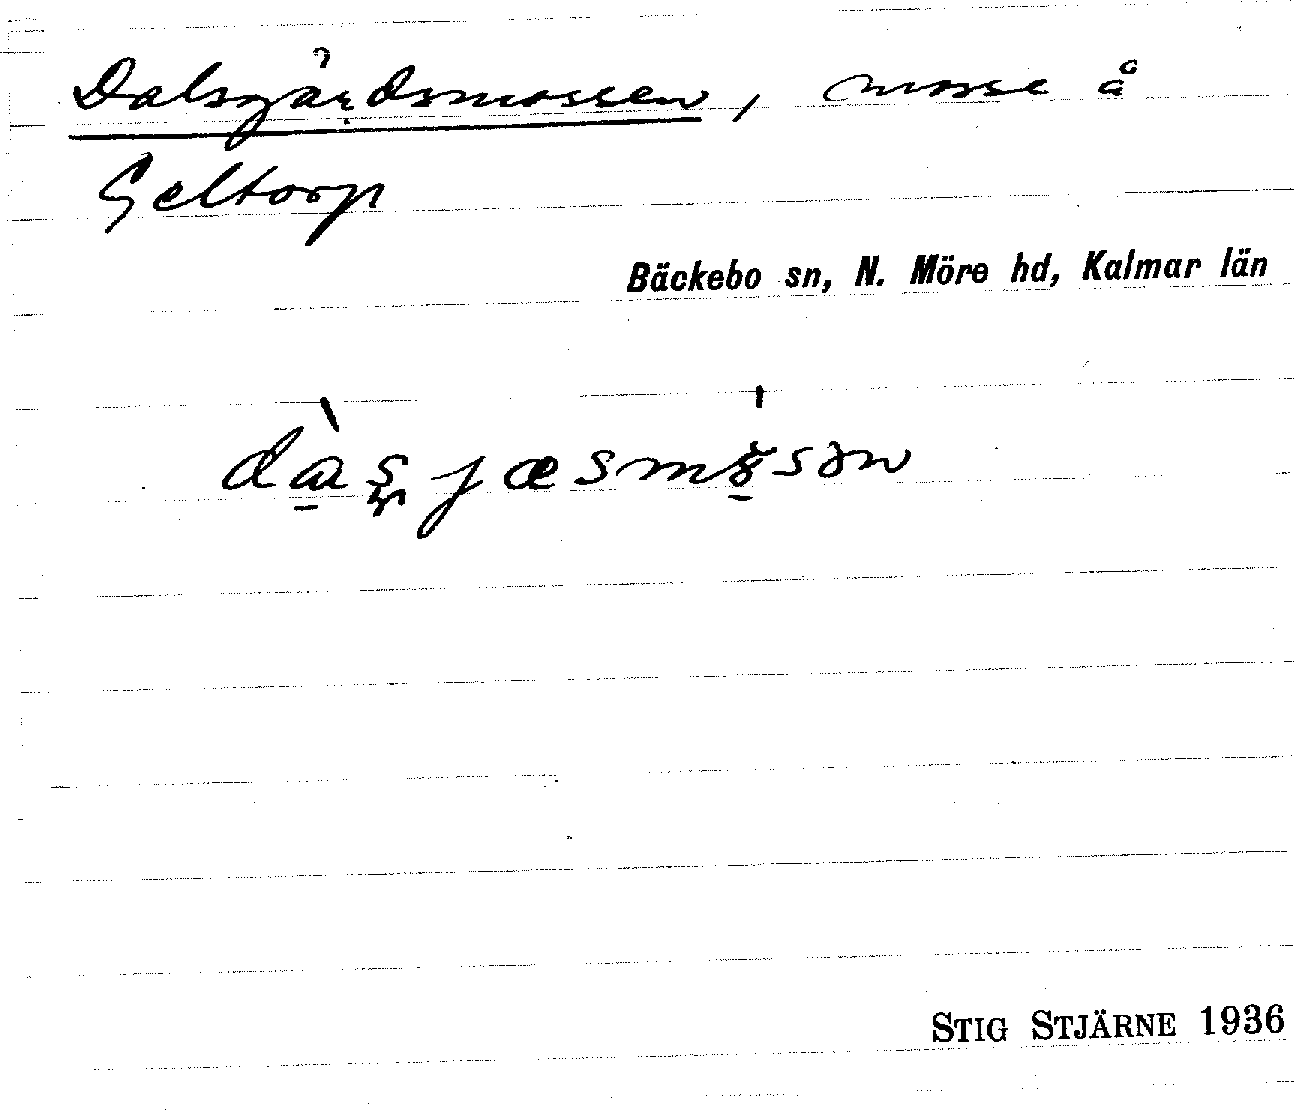 Dalsgärdsmossen, mosse å
Geltorp
Bäckebo sn, N. Möre hd, Kalmar län
STIG STJÄRNE 1936